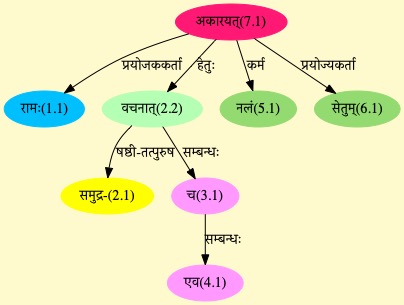 अकारयत्(7.1)
प्रयोजककर्ता हेतुः कर्म प्रयोज्यकर्ता
रामः(1.1) वचनात्(2.2) नलं(5.1) सेतुम्(6.1)
षष्ठी-तत्पुरुष सम्बन्धः
समुद्र-(2.1) च(3.1)
सम्बन्धः
एव(4.1)